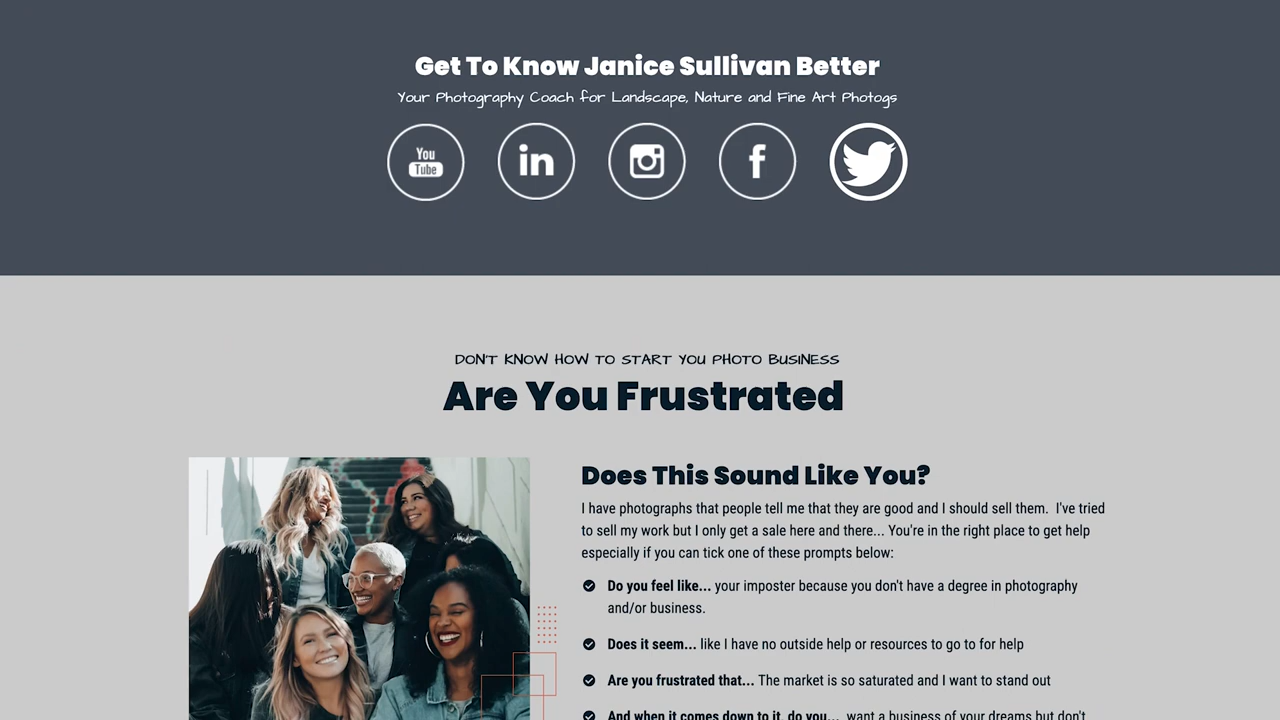 Get To Know Janice Sullivan Better
Your Photography Coach for Landscape, Nature and Fine Art Photogs
You
Tube
in
f
DON'T KNOW HOW TO START YOU PHOTO BUSINESS
Are You Frustrated
Does This Sound Like You?
I have photographs that people tell me that they are good and I should sell them. I've tried
to sell my work but I only get a sale here and there... You're in the right place to get help
especially if you can tick one of these prompts below:
Do you feel like... your imposter because you don't have a degree in photography
and/or business.
Does it seem... like I have no outside help or resources to go to for help
Are you frustrated that... The market is so saturated and I want to stand out
And when it comes down to it, do you... want a business of your dreams but don't